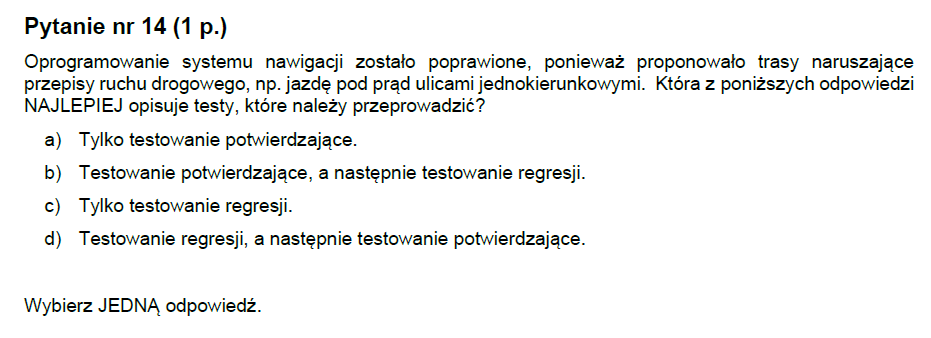 Pytanie nr 14 (1 p.)
Oprogramowanie systemu nawigacji zostało poprawione, ponieważ proponowało trasy naruszające
przepisy ruchu drogowego, np. jazdę pod prąd ulicami jednokierunkowymi. Która z poniższych odpowiedzi
NAJLEPIEJ opisuje testy, które należy przeprowadzić?
a) Tylko testowanie potwierdzające.
b) Testowanie potwierdzające, a następnie testowanie regresji.
c) Tylko testowanie regresji.
d) Testowanie regresji, a następnie testowanie potwierdzające.
Wybierz JEDNĄ odpowiedź.